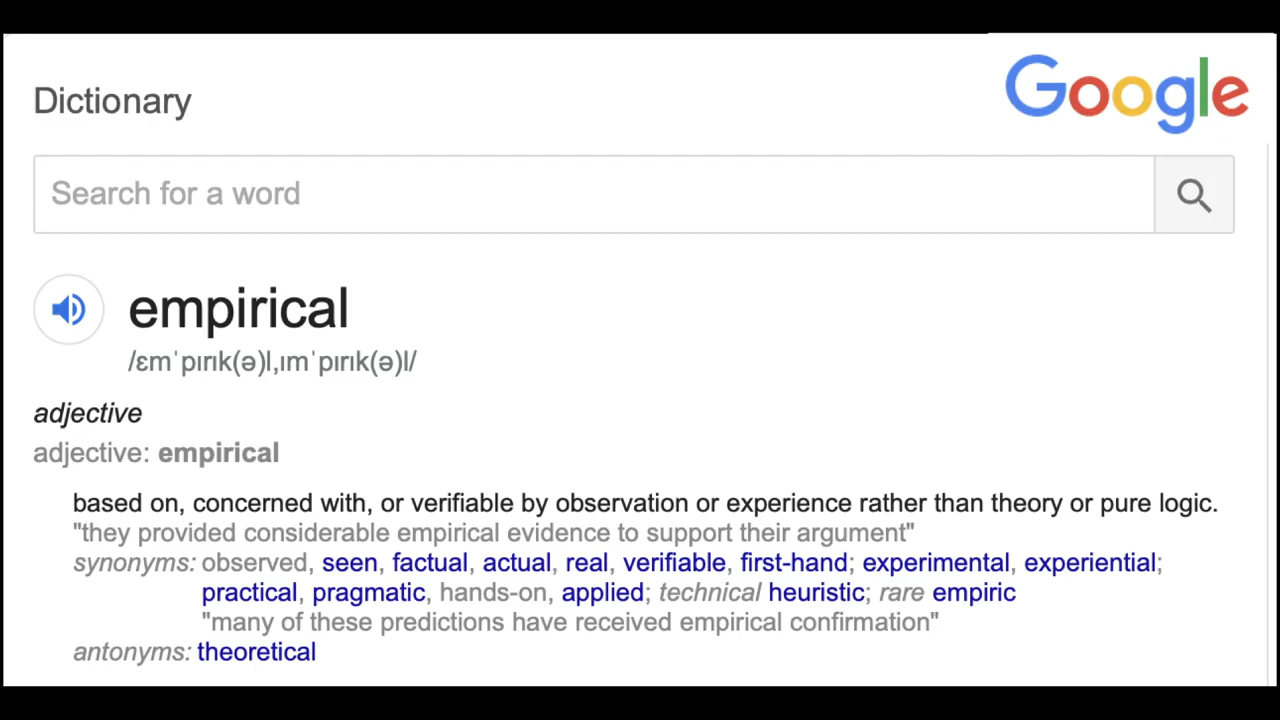 Google
Dictionary
Search for a word
empirical
/ɛmˈpɪrɪk(ə)l,ɪmˈpɪrɪk(ə)l/
adjective
adjective: empirical
based on, concerned with, or verifiable by observation or experience rather than theory or pure logic.
"they provided considerable empirical evidence to support their argument"
synonyms: observed, seen, factual, actual, real, verifiable, first-hand; experimental, experiential;
practical, pragmatic, hands-on, applied; technical heuristic; rare empiric
"many of these predictions have received empirical confirmation"
antonyms: theoretical